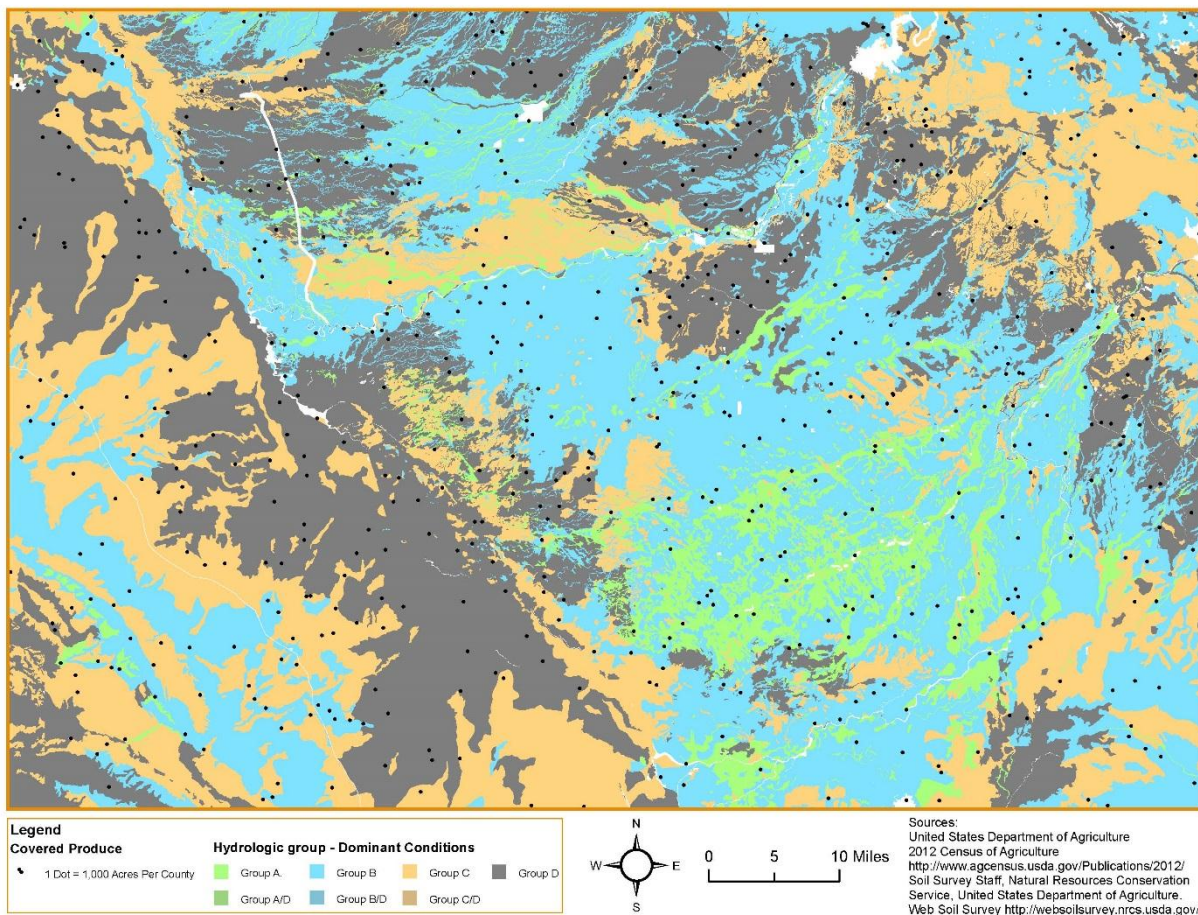 Legend
Covered Produce
1 Dot = 1,000 Acres Per County
Hydrologic group - Dominant Conditions
Group A
Group B
Group C
Group D
Group A/D
Group B/D
Group C/D
N
W
E
S
0 5 10 Miles
Sources:
United States Department of Agriculture
2012 Census of Agriculture
http://www.agcensus.usda.gov/Publications/2012/
Soil Survey Staff, Natural Resources Conservation
Service, United States Department of Agriculture.
Web Soil Survey http://websoilsurvey.nrcs.usda.gov/